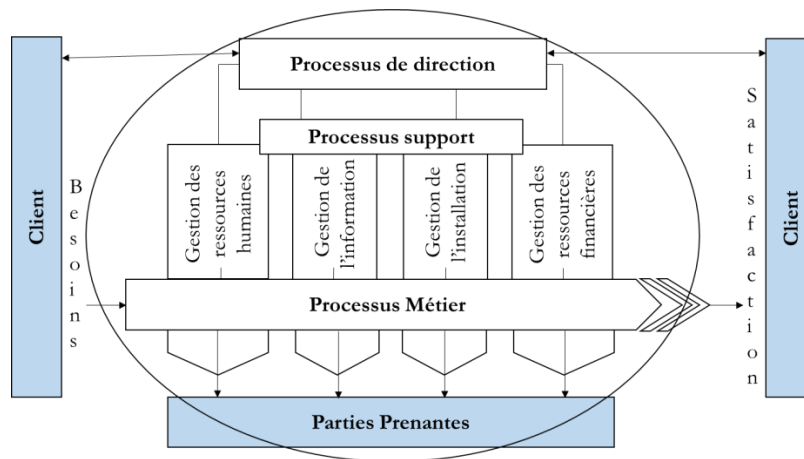 Client
Besoins
Processus de direction
Processus support
Gestion des
ressources
humaines
Gestion de
l'information
Gestion de
l'installation
Gestion des
ressources
financières
Processus Métier
Parties Prenantes
Satisfaction
Client